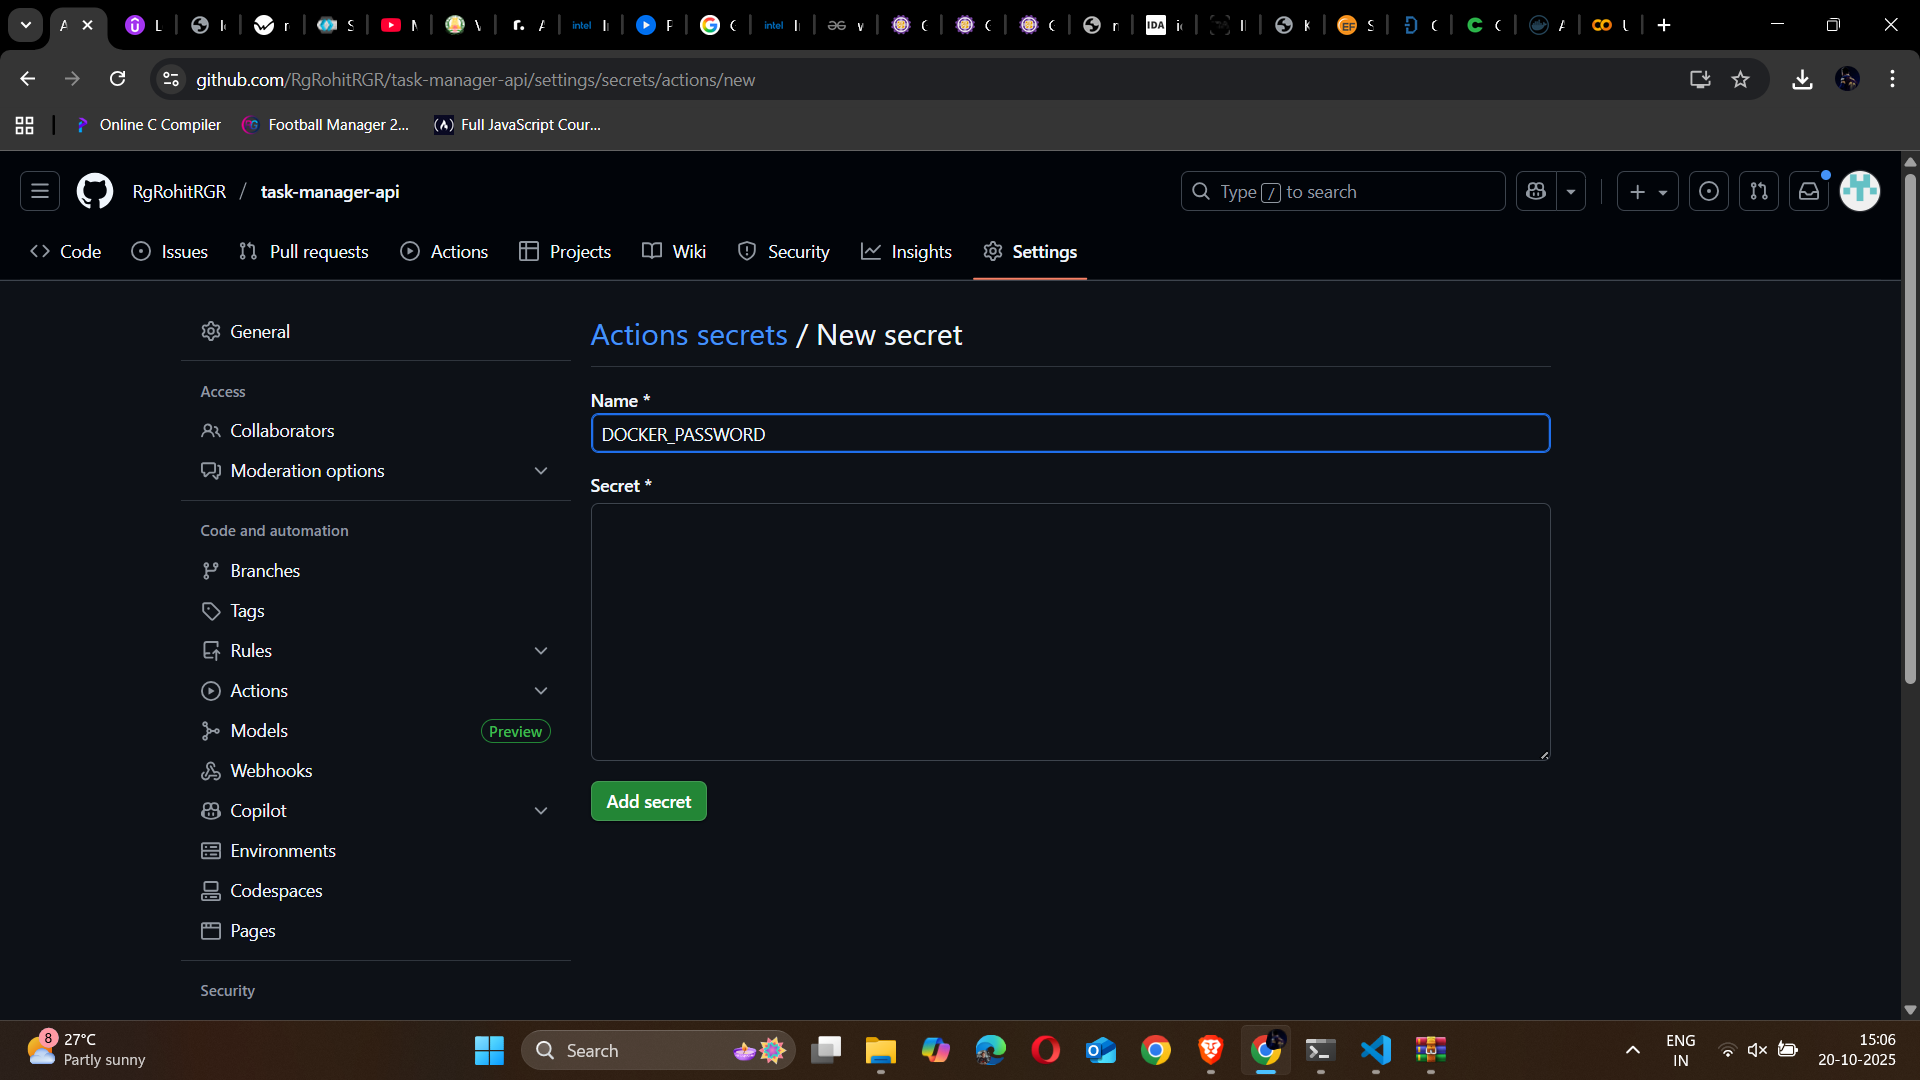 github.com/RgRohitRGR/task-manager-api/settings/secrets/actions/new
Online C Compiler
Football Manager 2...
Full JavaScript Cour...
RgRohitRGR / task-manager-api
Type / to search
Code
Issues
Pull requests
Actions
Projects
Wiki
Security
Insights
Settings
General
Access
Collaborators
Moderation options
Code and automation
Branches
Tags
Rules
Actions
Models
Preview
Webhooks
Copilot
Environments
Codespaces
Pages
Security
Actions secrets / New secret
Name *
DOCKER_PASSWORD
Secret *
Add secret
8
27°C
Partly sunny
Search
ENG
IN
15:06
20-10-2025